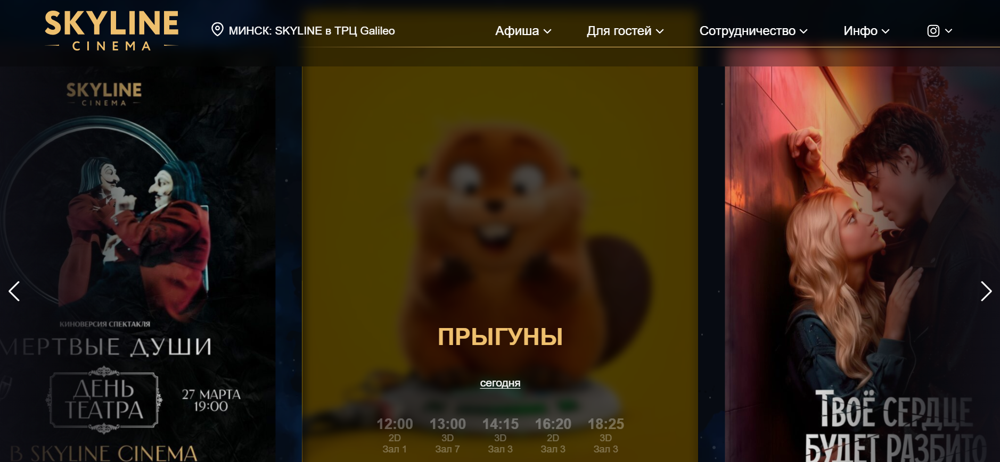 SKYLINE
CINEMA
МИНСК: SKYLINE в ТРЦ Galileo
Афиша
Для гостей
Сотрудничество
Инфо
SKYLINE
CINEMA
КИНОВЕРСИЯ СПЕКТАКЛЯ
МЕРТВЫЕ ДУШИ
ДЕНЬ
ТЕАТРА
27 МАРТА
19:00
В SKYLINE CINEMA
ПРЫГУНЫ
сегодня
12:00 13:00 14:15 16:20 18:25
2D 3D 3D 2D 3D
Зал 1 Зал 7 Зал 3 Зал 3 Зал 3
ТВОЁ СЕРДЦЕ
БУДЕТ РАЗБИТО